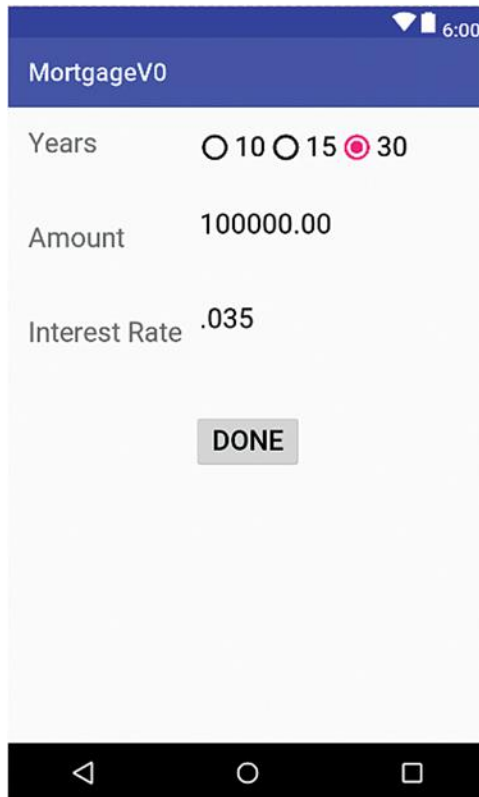 6:00
MortgageV0
Years 10 15 30
Amount 100000.00
Interest Rate .035
DONE